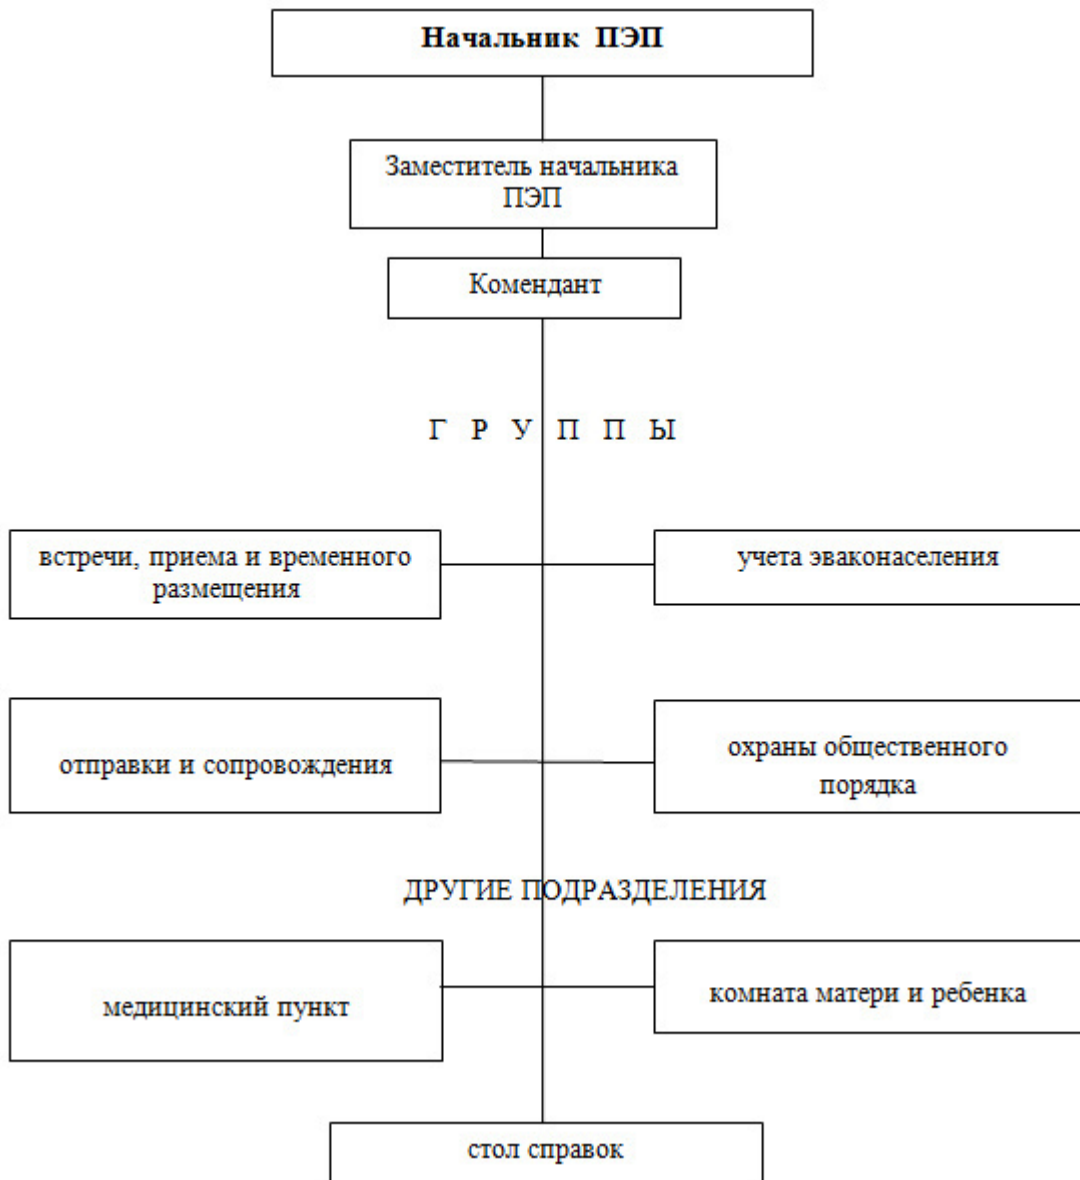 Начальник ПЭП
Заместитель начальника
ПЭП
Комендант
Г Р У П П Ы
встречи, приема и временного
размещения
учета эваконаселения
отправки и сопровождения
охраны общественного
порядка
ДРУГИЕ ПОДРАЗДЕЛЕНИЯ
медицинский пункт
комната матери и ребенка
стол справок